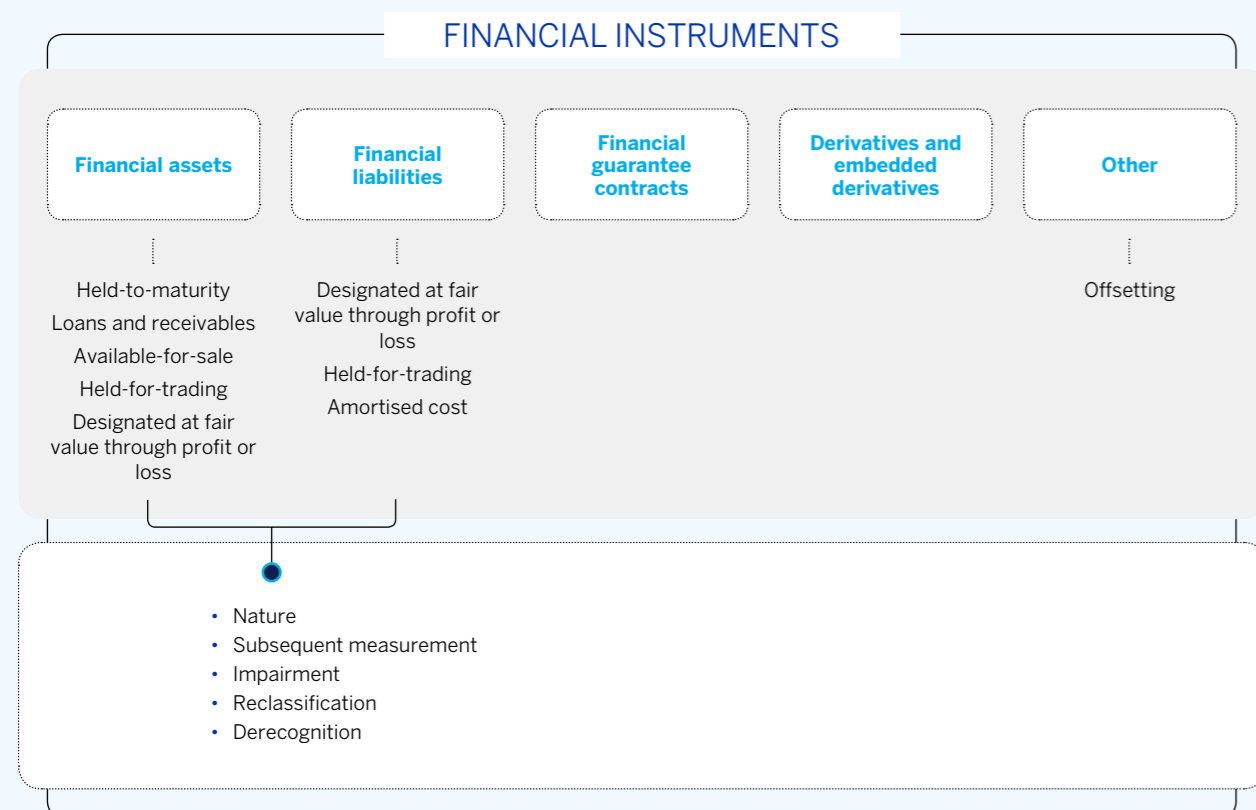 FINANCIAL INSTRUMENTS
Financial assets
Financial
liabilities
Financial
guarantee
contracts
Derivatives and
embedded
derivatives
Other
Held-to-maturity
Loans and receivables
Available-for-sale
Held-for-trading
Designated at fair
value through profit or
loss
Designated at fair
value through profit or
loss
Held-for-trading
Amortised cost
Offsetting
• Nature
• Subsequent measurement
• Impairment
• Reclassification
• Derecognition